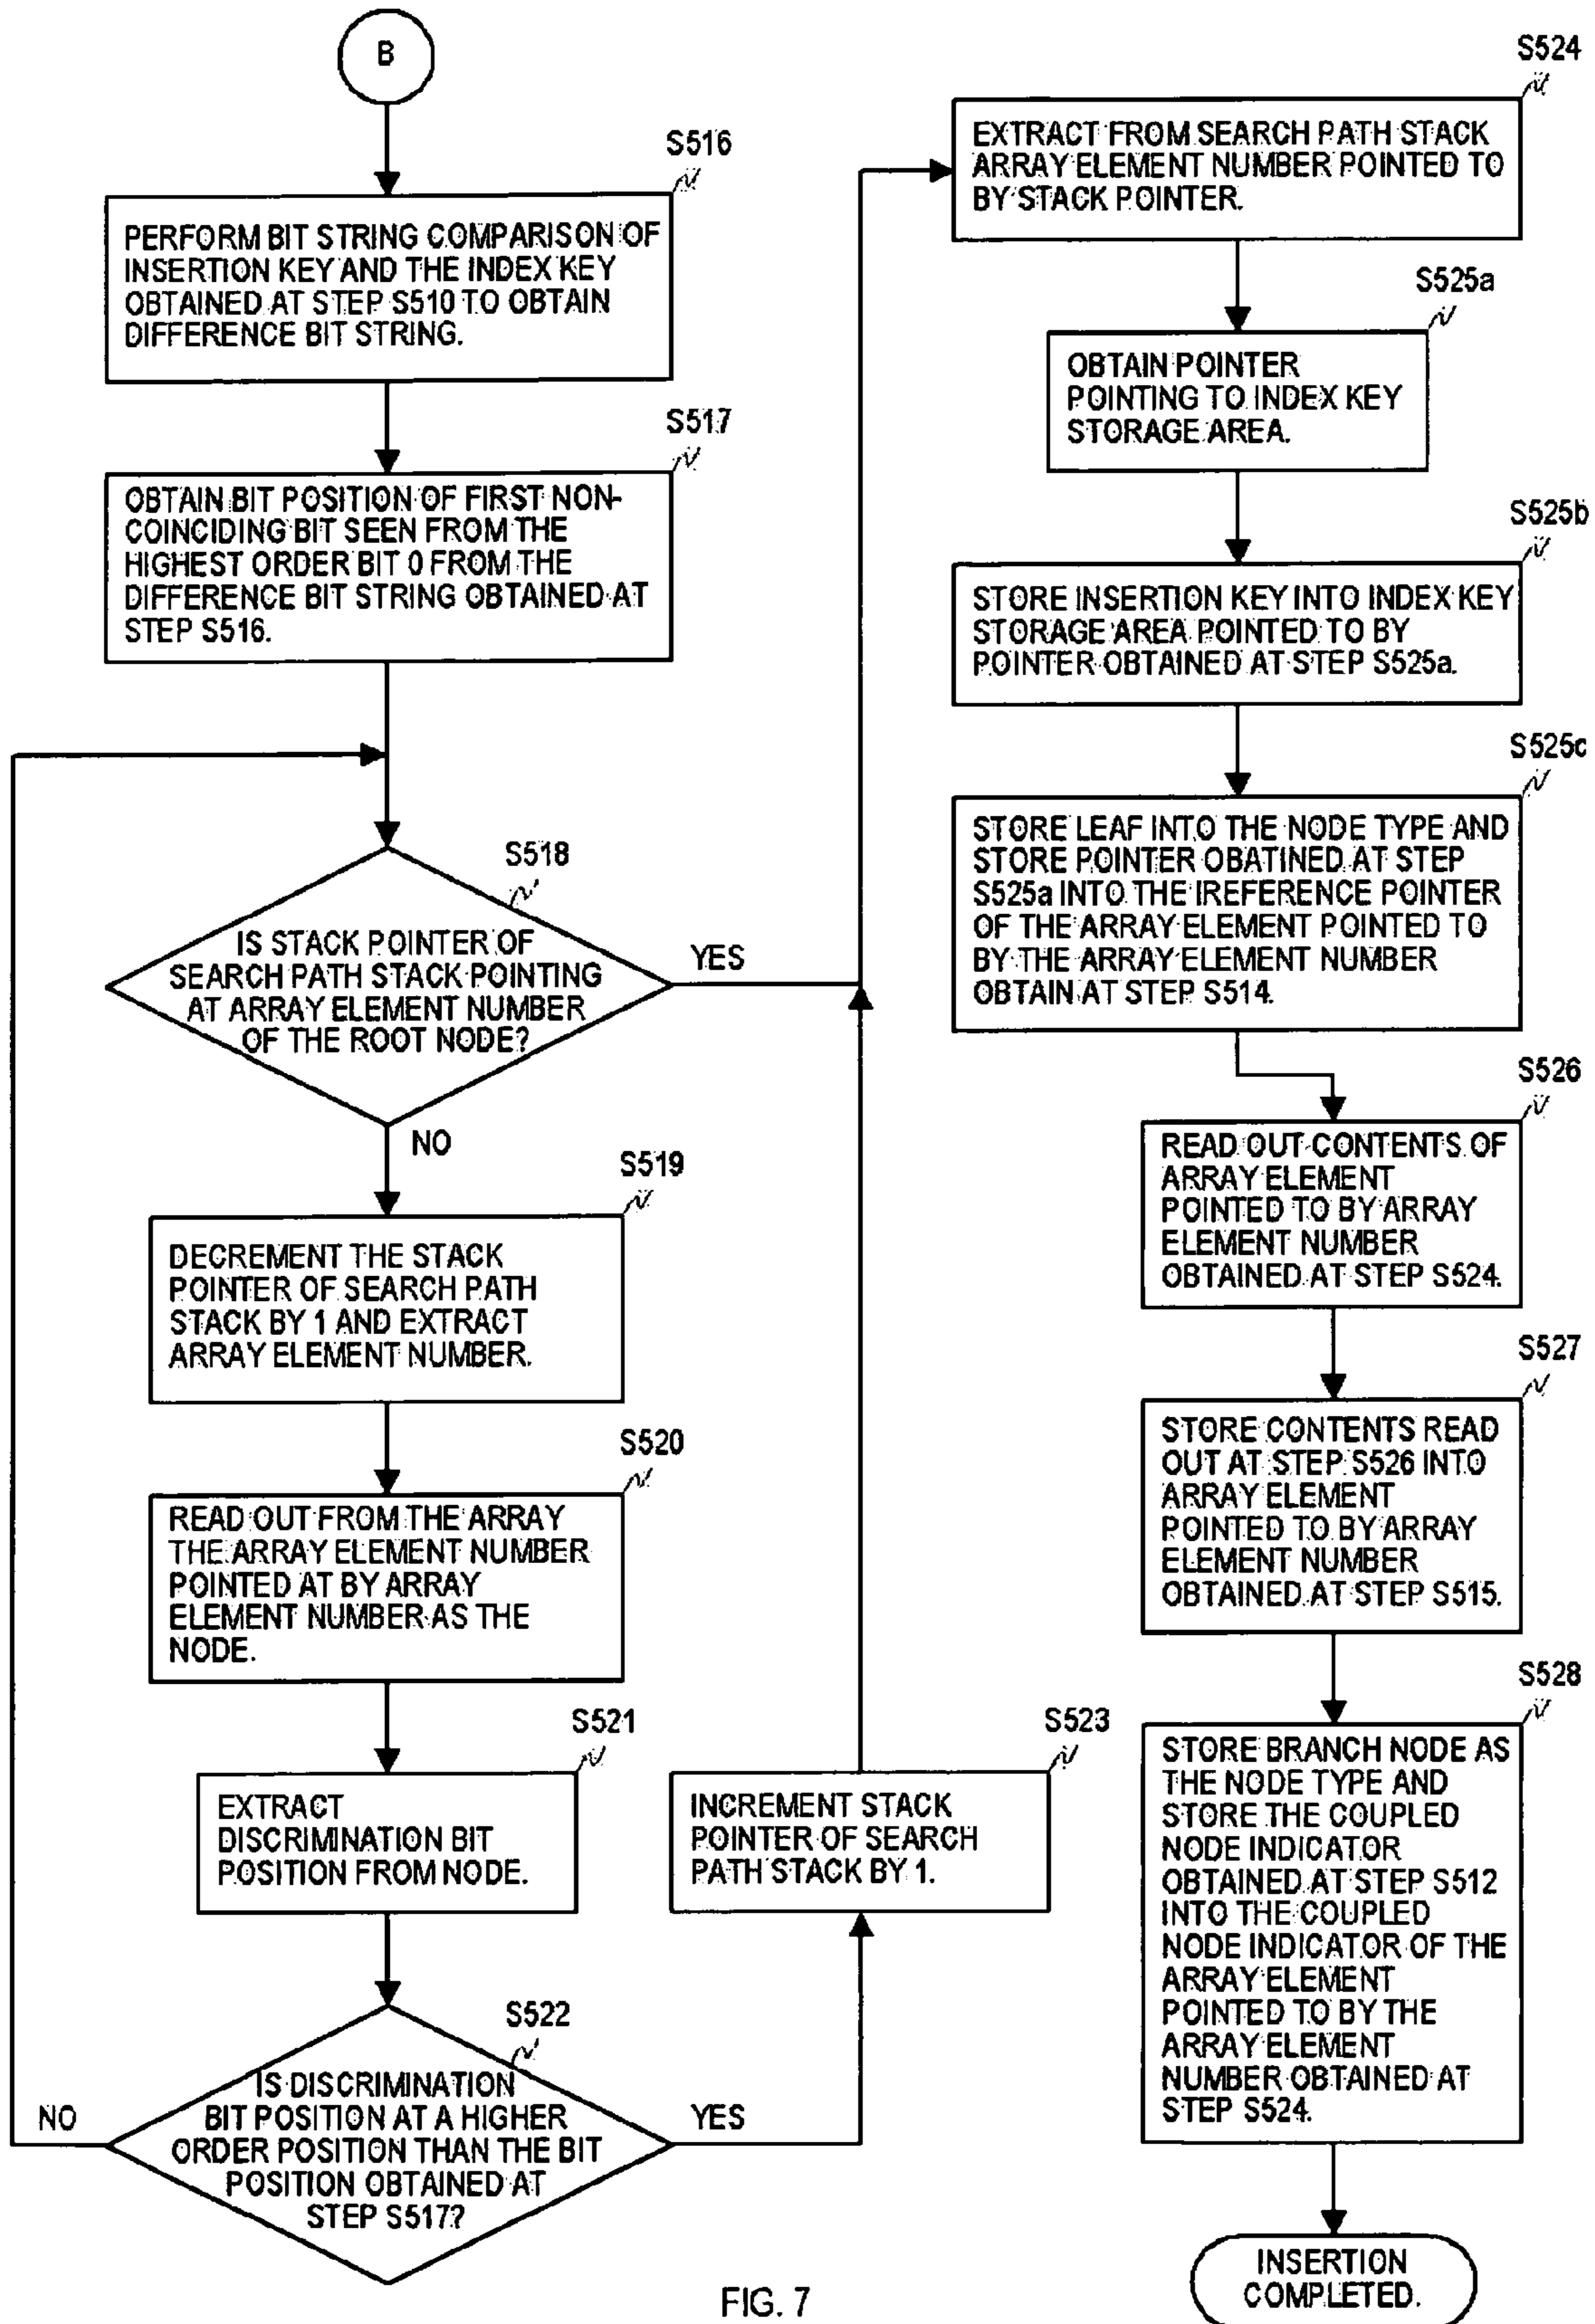 B
S516
PERFORM BIT STRING COMPARISON OF
INSERTION KEY AND THE INDEX KEY
OBTAINED AT STEP S510 TO OBTAIN
DIFFERENCE BIT STRING.
S517
OBTAIN BIT POSITION OF FIRST NON-
COINCIDING BIT SEEN FROM THE
HIGHEST ORDER BIT 0 FROM THE
DIFFERENCE BIT STRING OBTAINED AT
STEP S516.
S518
IS STACK POINTER OF
SEARCH PATH STACK POINTING
AT ARRAY ELEMENT NUMBER
OF THE ROOT NODE?
YES
NO
S519
DECREMENT THE STACK
POINTER OF SEARCH PATH
STACK BY 1 AND EXTRACT
ARRAY ELEMENT NUMBER.
S520
READ OUT FROM THE ARRAY
THE ARRAY ELEMENT NUMBER
POINTED AT BY ARRAY
ELEMENT NUMBER AS THE
NODE.
S521
EXTRACT
DISCRIMINATION BIT
POSITION FROM NODE.
S522
IS DISCRIMINATION
BIT POSITION AT A HIGHER
ORDER POSITION THAN THE BIT
POSITION OBTAINED AT
STEP S517?
NO
YES
S523
INCREMENT STACK
POINTER OF SEARCH
PATH STACK BY 1.
S524
EXTRACT FROM SEARCH PATH STACK
ARRAY ELEMENT NUMBER POINTED TO
BY STACK POINTER.
S525a
OBTAIN POINTER
POINTING TO INDEX KEY
STORAGE AREA.
S525b
STORE INSERTION KEY INTO INDEX KEY
STORAGE AREA POINTED TO BY
POINTER OBTAINED AT STEP S525a.
S525c
STORE LEAF INTO THE NODE TYPE AND
STORE POINTER OBATINED AT STEP
S525a INTO THE IREFERENCE POINTER
OF THE ARRAY ELEMENT POINTED TO
BY THE ARRAY ELEMENT NUMBER
OBTAIN AT STEP S514.
S526
READ OUT CONTENTS OF
ARRAY ELEMENT
POINTED TO BY ARRAY
ELEMENT NUMBER
OBTAINED AT STEP S524.
S527
STORE CONTENTS READ
OUT AT STEP S526 INTO
ARRAY ELEMENT
POINTED TO BY ARRAY
ELEMENT NUMBER
OBTAINED AT STEP S515.
S528
STORE BRANCH NODE AS
THE NODE TYPE AND
STORE THE COUPLED
NODE INDICATOR
OBTAINED AT STEP S512
INTO THE COUPLED
NODE INDICATOR OF THE
ARRAY ELEMENT
POINTED TO BY THE
ARRAY ELEMENT
NUMBER OBTAINED AT
STEP S524.
INSERTION
COMPLETED.
FIG. 7